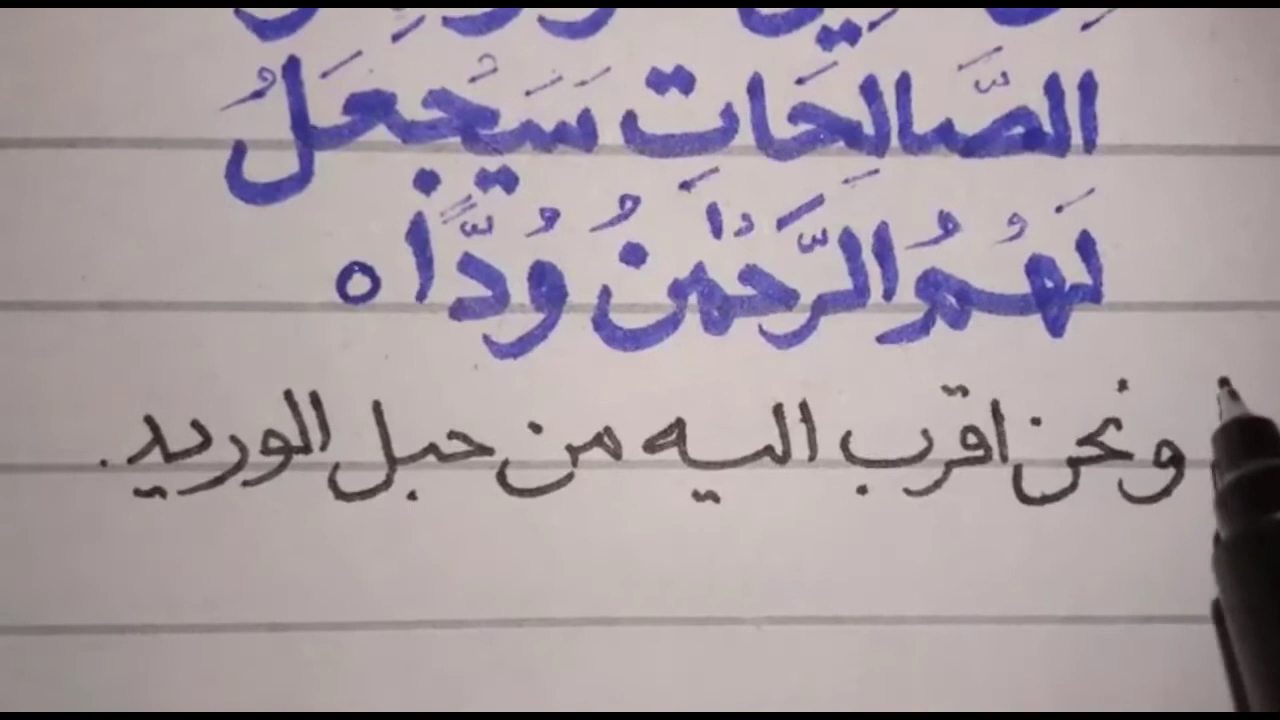 الصَّالِحَاتِ سَيَجْعَلُ
لَهُمُ الرَّحْمٰنُ وُدًّا ه
ونحن اقرب اليه من حبل الوريد.